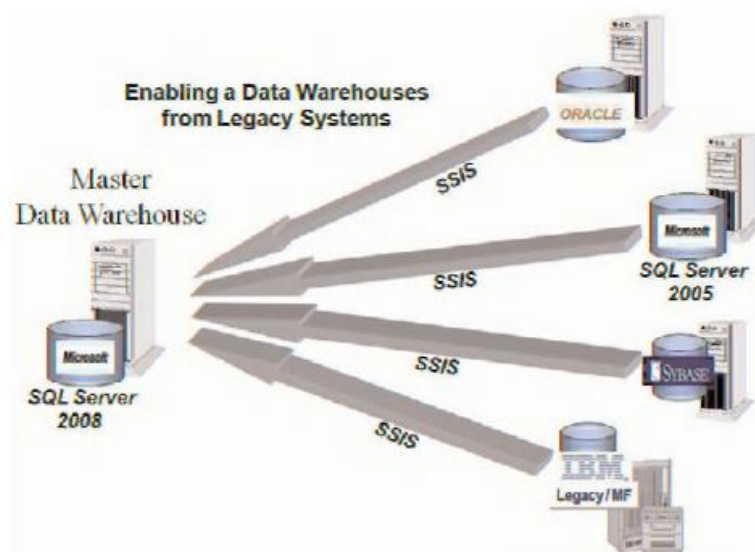 Enabling a Data Warehouses
from Legacy Systems
ORACLE
SSIS
Master
Data Warehouse
Microsoft
SQL Server
2005
SSIS
Microsoft
SQL Server
2008
SSIS
SYBASE
SSIS
IBM
Legacy / MF